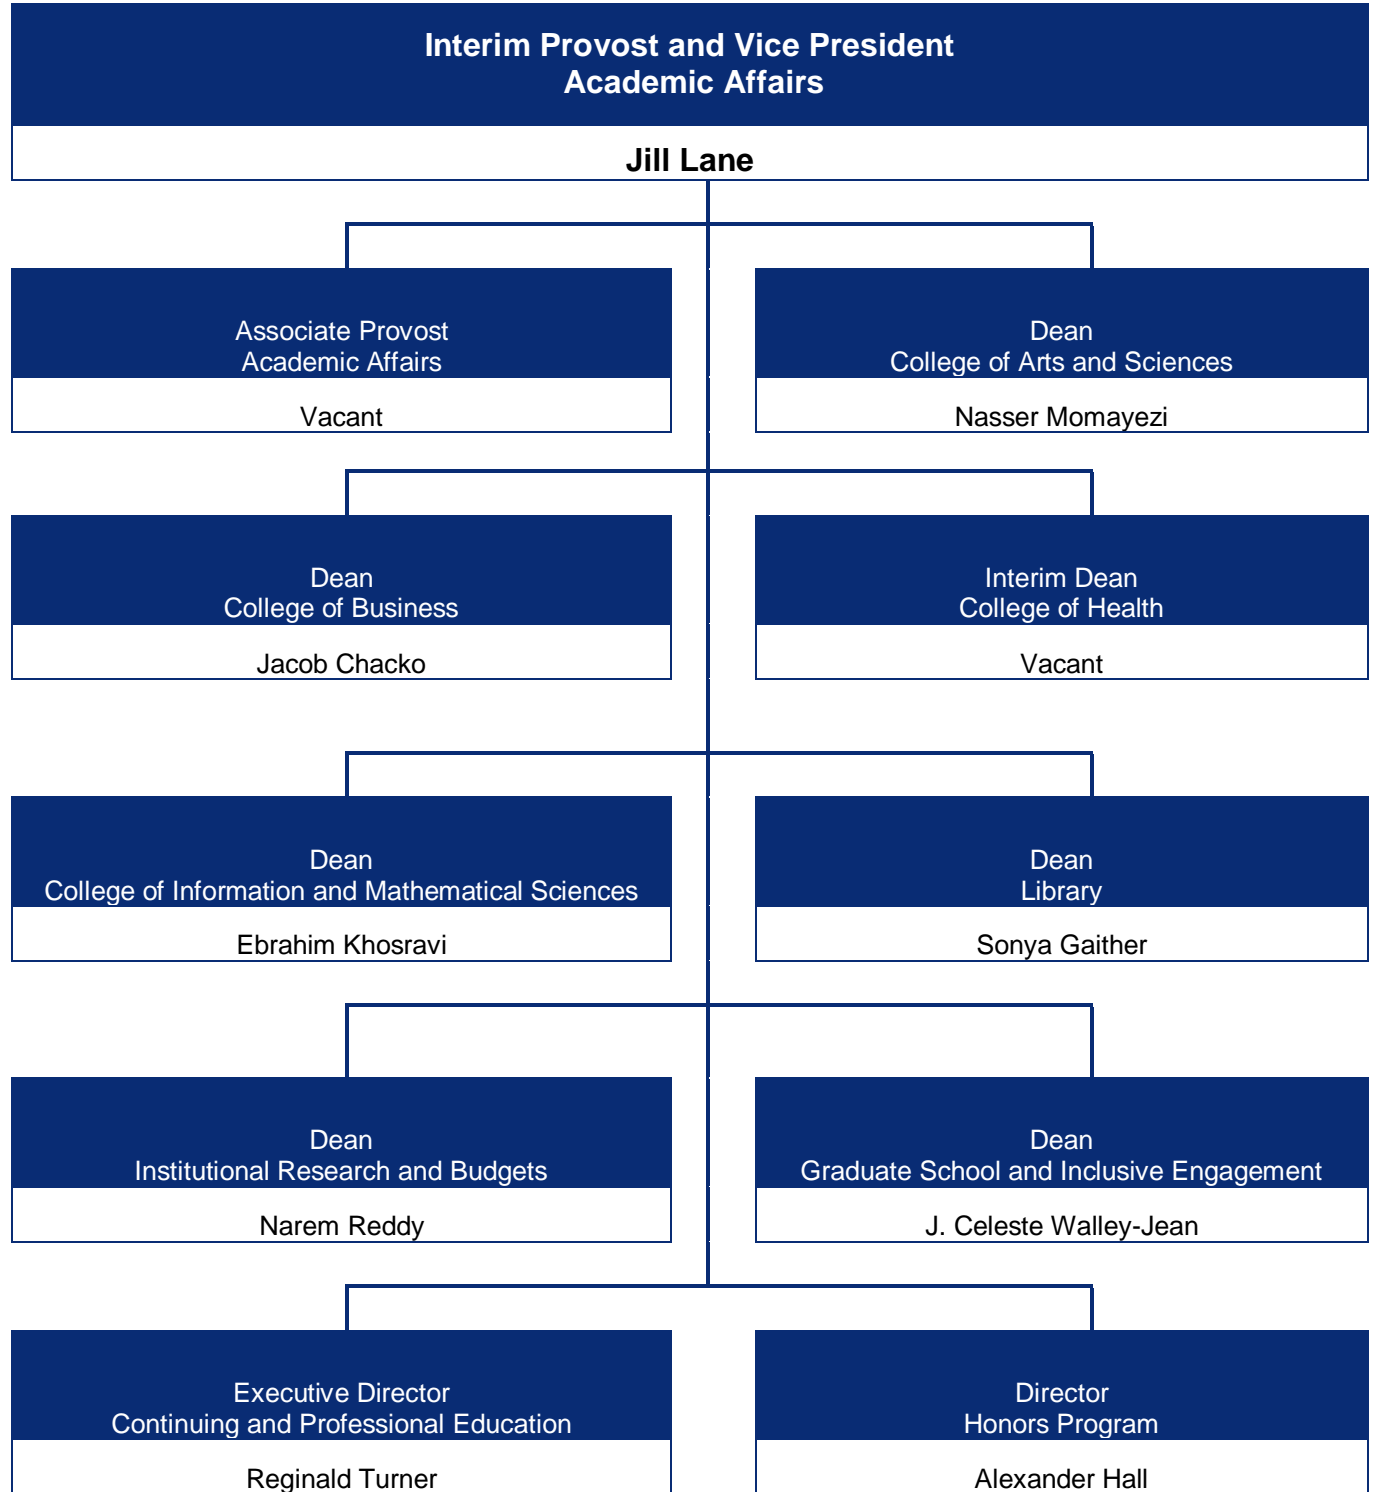 Interim Provost and Vice President
Academic Affairs
Jill Lane
Associate Provost
Academic Affairs
Vacant
Dean
College of Arts and Sciences
Nasser Momayezi
Dean
College of Business
Jacob Chacko
Interim Dean
College of Health
Vacant
Dean
College of Information and Mathematical Sciences
Ebrahim Khosravi
Dean
Library
Sonya Gaither
Dean
Institutional Research and Budgets
Narem Reddy
Dean
Graduate School and Inclusive Engagement
J. Celeste Walley-Jean
Executive Director
Continuing and Professional Education
Reginald Turner
Director
Honors Program
Alexander Hall